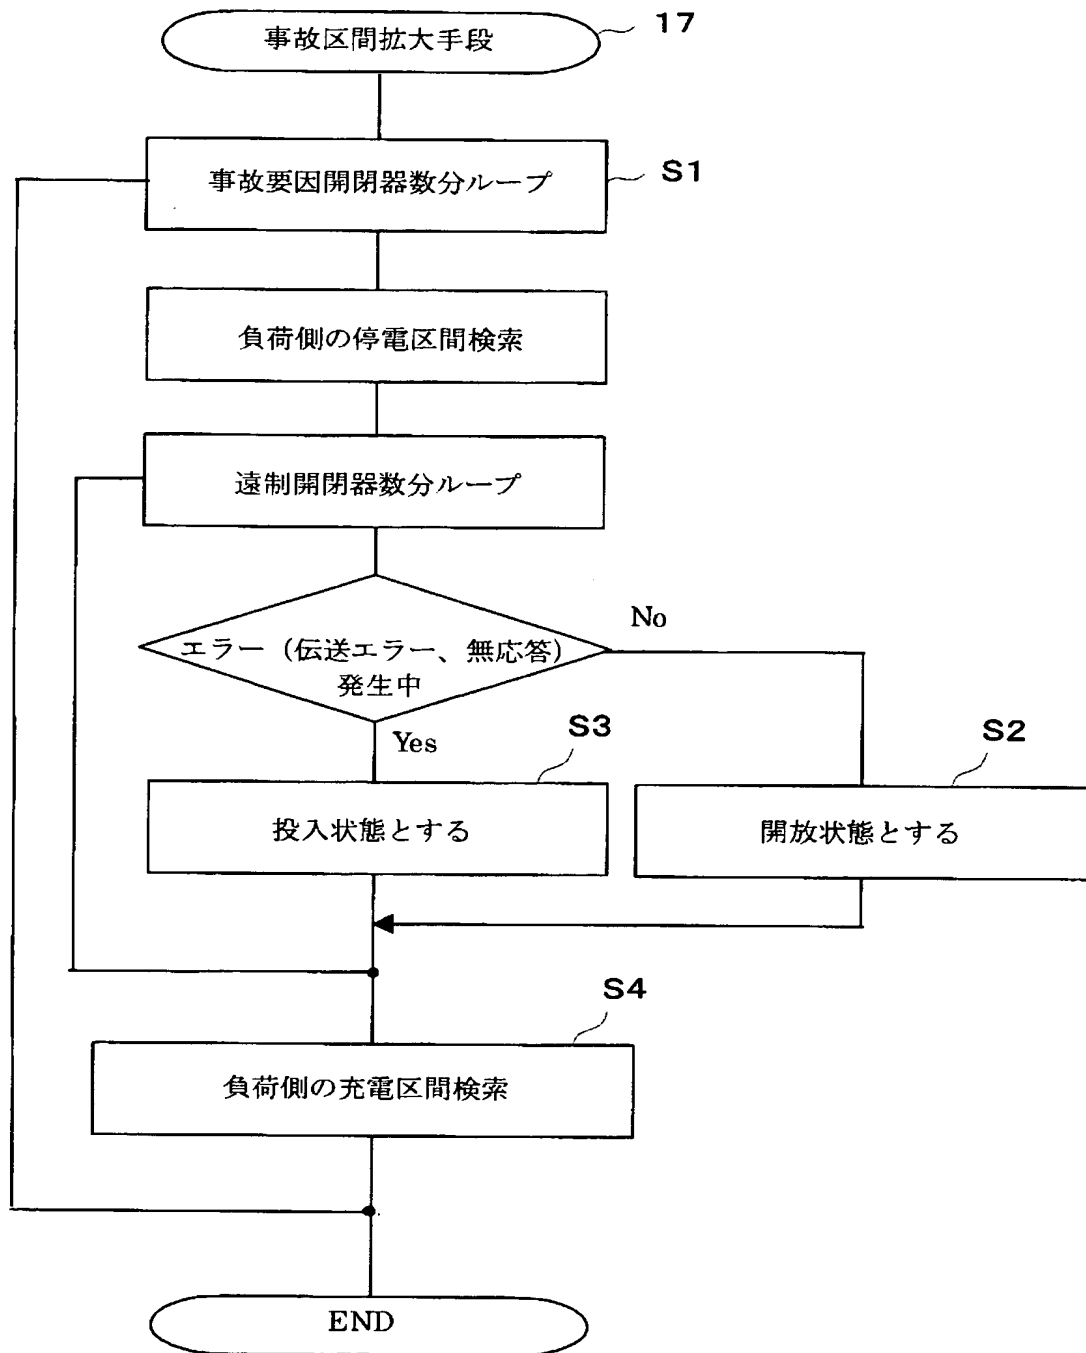 事故区間拡大手段
17
事故要因開閉器数分ループ
S1
負荷側の停電区間検索
遠制開閉器数分ループ
エラー（伝送エラー、無応答）
発生中
No
Yes
S3
S2
投入状態とする
開放状態とする
S4
負荷側の充電区間検索
END